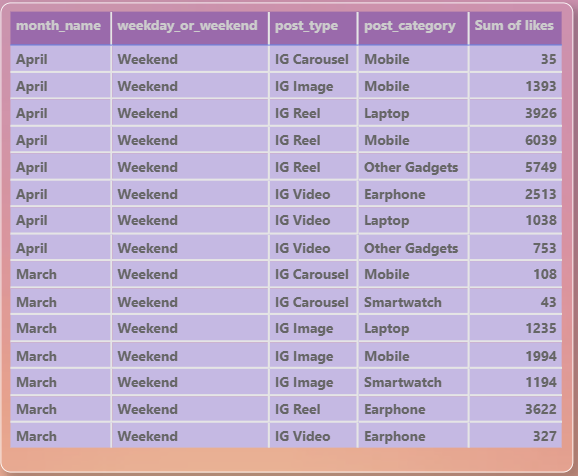 month_name weekday_or_weekend post_type post_category Sum of likes
April Weekend IG Carousel Mobile 35
April Weekend IG Image Mobile 1393
April Weekend IG Reel Laptop 3926
April Weekend IG Reel Mobile 6039
April Weekend IG Reel Other Gadgets 5749
April Weekend IG Video Earphone 2513
April Weekend IG Video Laptop 1038
April Weekend IG Video Other Gadgets 753
March Weekend IG Carousel Mobile 108
March Weekend IG Carousel Smartwatch 43
March Weekend IG Image Laptop 1235
March Weekend IG Image Mobile 1994
March Weekend IG Image Smartwatch 1194
March Weekend IG Reel Earphone 3622
March Weekend IG Video Earphone 327